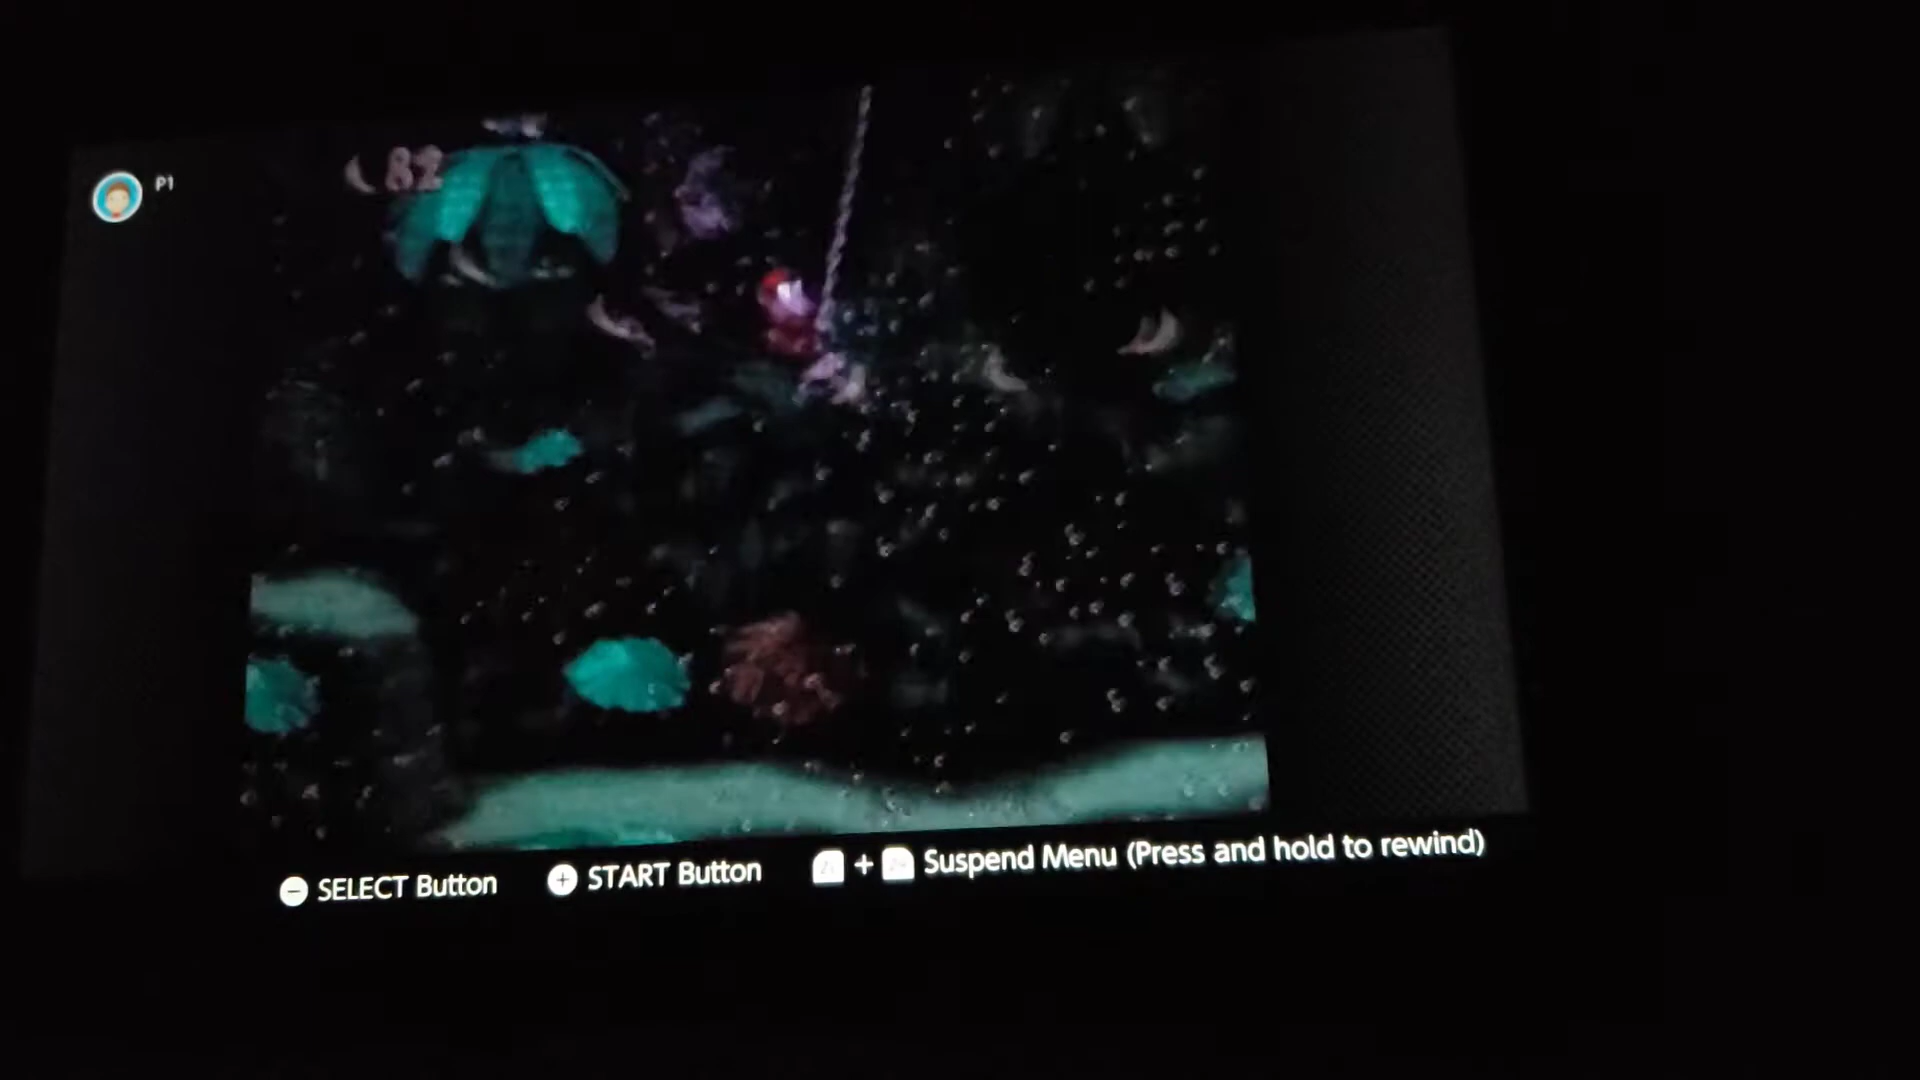 P1
82
SELECT Button
START Button
+
Suspend Menu (Press and hold to rewind)